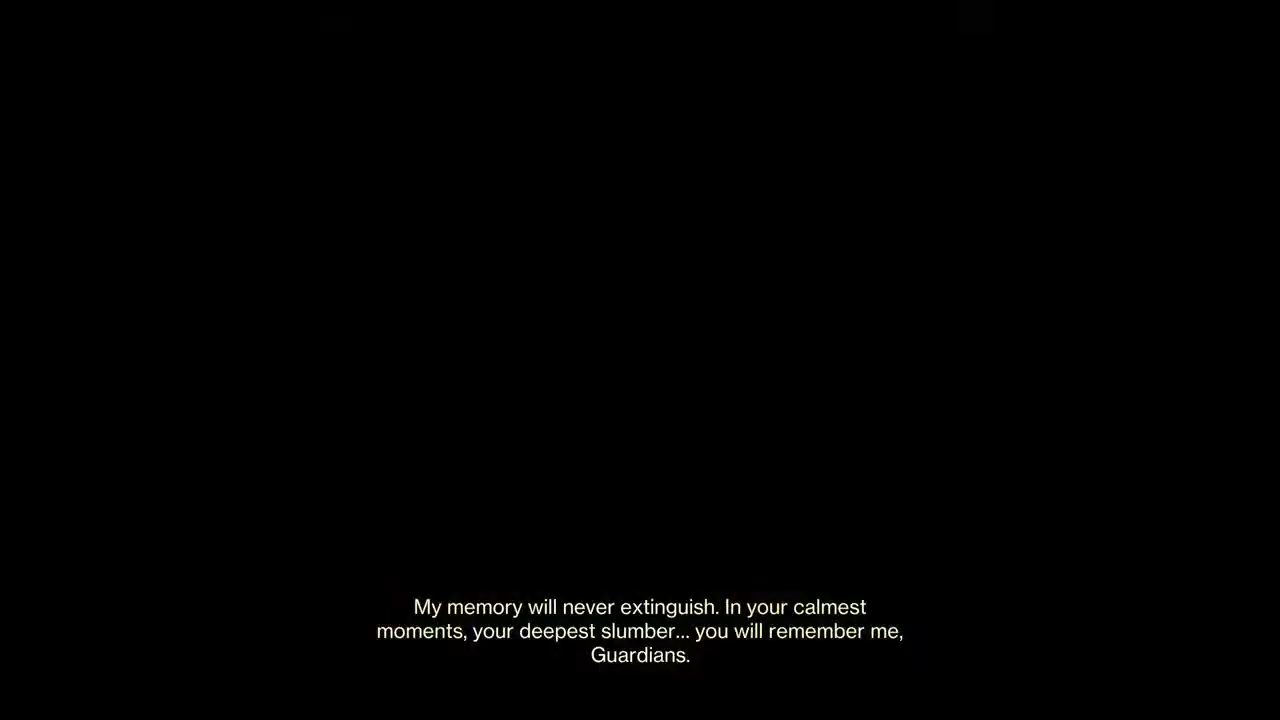 My memory will never extinguish. In your calmest
moments, your deepest slumber... you will remember me,
Guardians.